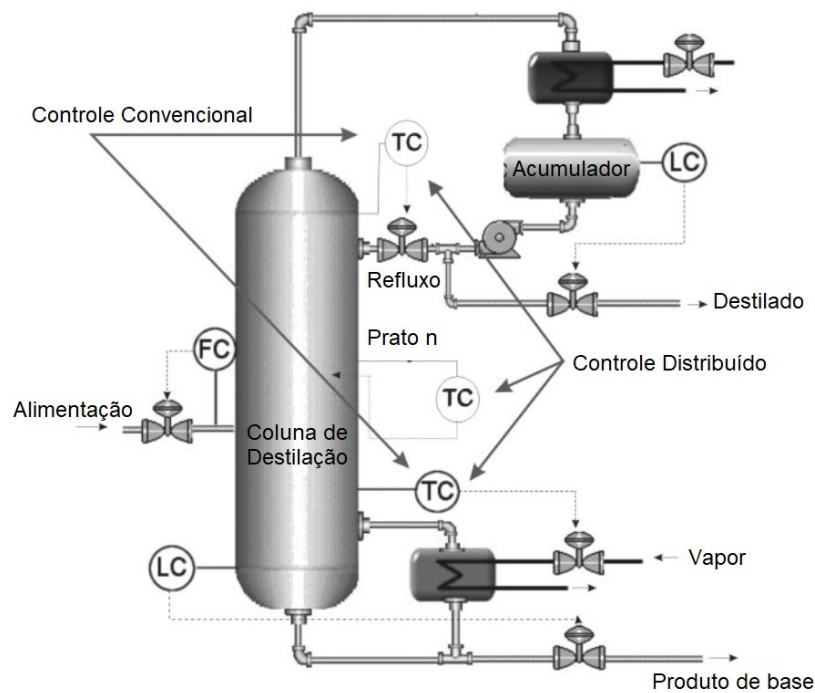 Controle Convencional
TC
Acumulador
LC
Refluxo
Destilado
Prato n
FC
Controle Distribuído
TC
Alimentação
Coluna de
Destilação
TC
LC
Vapor
Produto de base